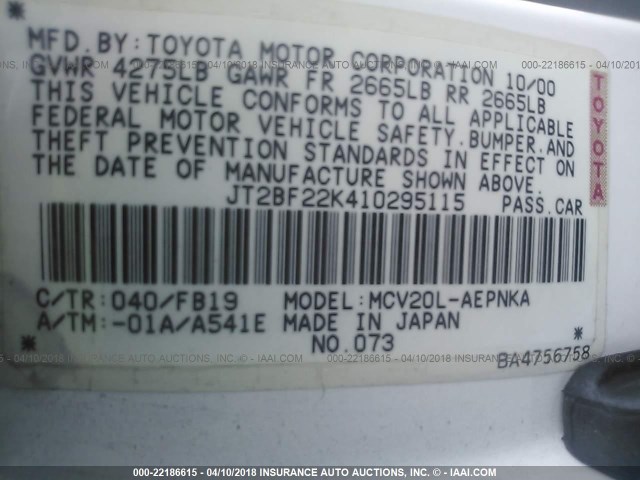 MFD.BY:TOYOTA MOTOR CORPORATION 10/00
GVWR 4275LB GAWR FR 2665LB RR 2665LB
THIS VEHICLE CONFORMS TO ALL APPLICABLE
FEDERAL MOTOR VEHICLE SAFETY.BUMPER.AND
THEFT PREVENTION STANDARDS IN EFFECT ON
THE DATE OF MANUFACTURE SHOWN ABOVE.
JT2BF22K410295115 PASS.CAR
TOYOTA
C/TR:040/FB19 MODEL:MCV20L-AEPNKA
A/TM:-01A/A541E MADE IN JAPAN
NO.073
BA4756758
000-22186615 - 04/10/2018 INSURANCE AUTO AUCTIONS, INC. - WWW.IAAI.COM